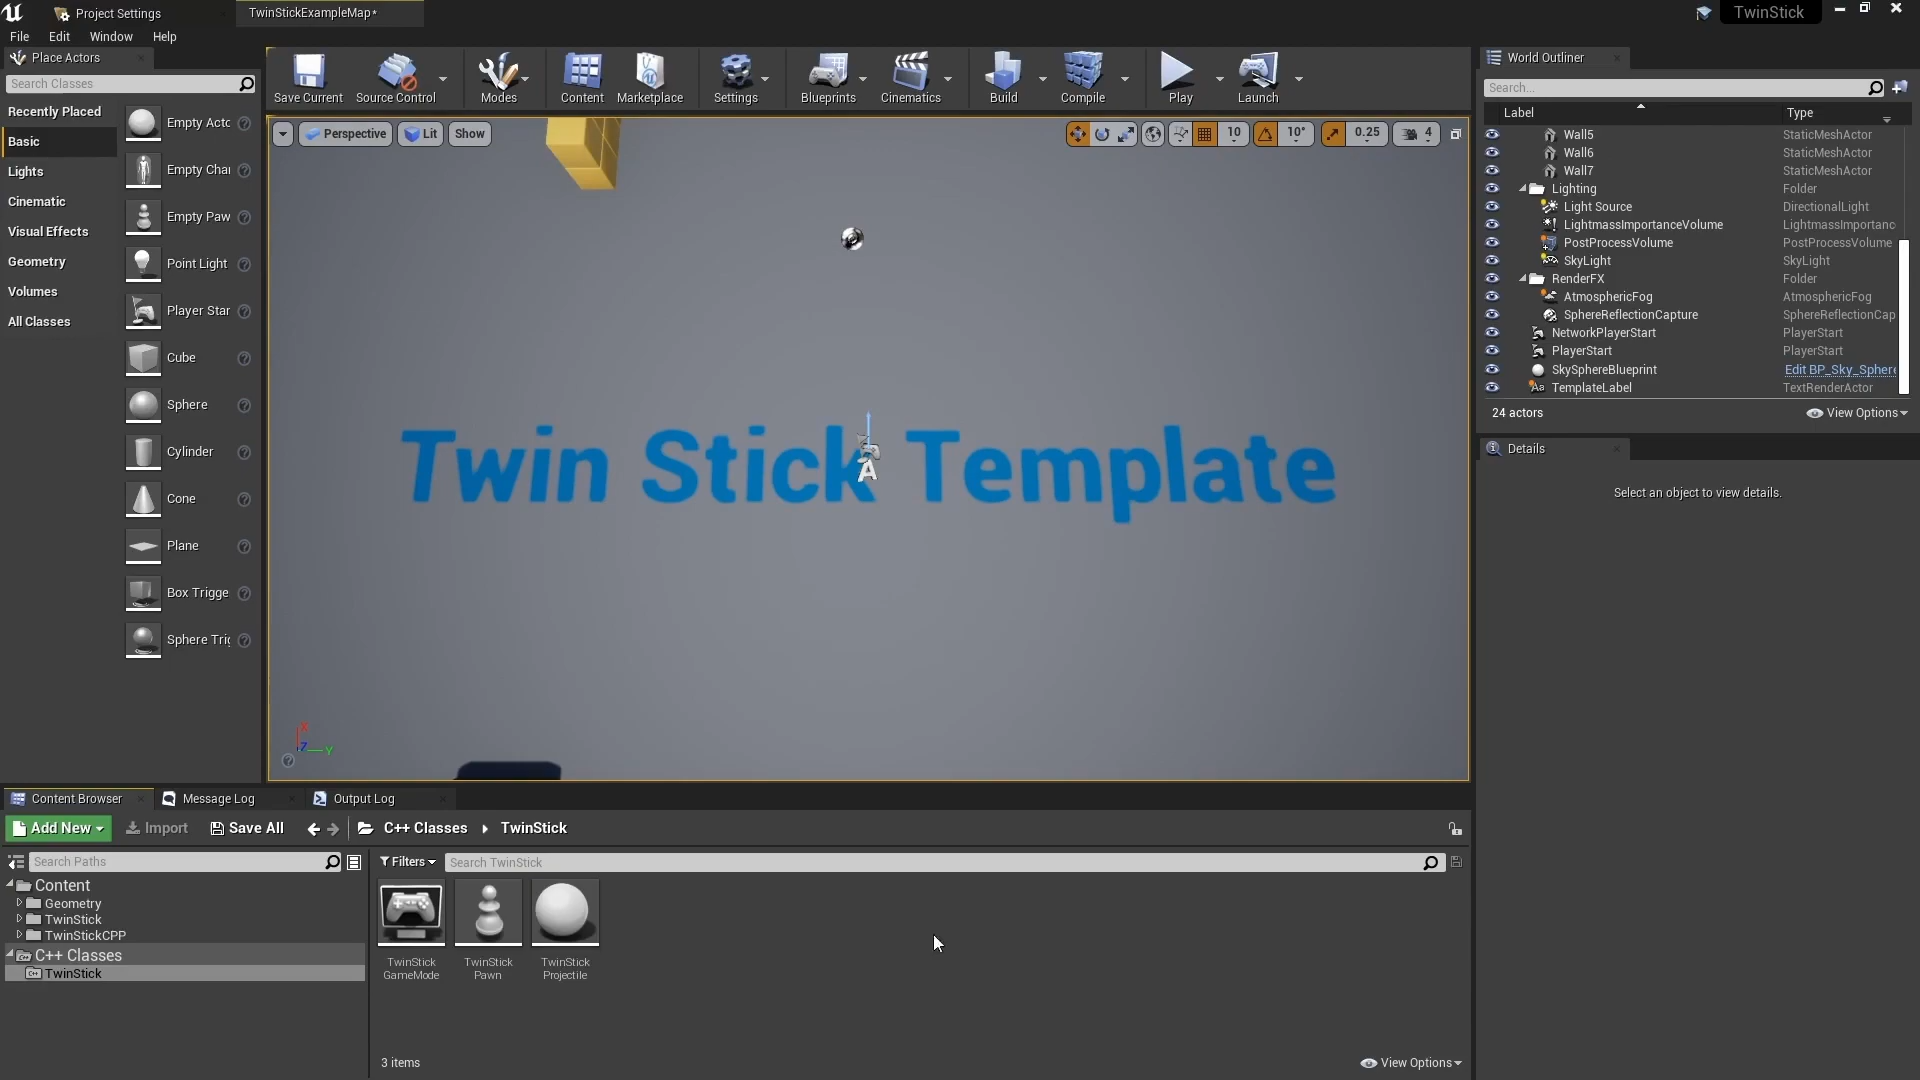 Project Settings
TwinStickExampleMap*
TwinStick
File Edit Window Help
Place Actors
Search Classes
Recently Placed
Basic
Lights
Cinematic
Visual Effects
Geometry
Volumes
All Classes
Empty Actc
Empty Chai
Empty Paw
Point Light
Player Star
Cube
Sphere
Cylinder
Cone
Plane
Box Trigge
Sphere Tri
Save Current
Source Control
Modes
Content
Marketplace
Settings
Blueprints
Cinematics
Build
Compile
Play
Launch
Perspective
Lit
Show
10
10°
0.25
4
Twin Stick Template
A
X
Z
Y
World Outliner
Search...
Label Type
Wall5 StaticMeshActor
Wall6 StaticMeshActor
Wall7 StaticMeshActor
Lighting Folder
Light Source DirectionalLight
LightmassImportanceVolume LightmassImportanc
PostProcessVolume PostProcessVolume
SkyLight SkyLight
RenderFX Folder
AtmosphericFog AtmosphericFog
SphereReflectionCapture SphereReflectionCap
NetworkPlayerStart PlayerStart
PlayerStart PlayerStart
SkySphereBlueprint Edit BP_Sky_Sphere
Aa TemplateLabel TextRenderActor
24 actors
View Options
Details
Select an object to view details.
Content Browser
Message Log
Output Log
Add New
Import
Save All
C++ Classes
TwinStick
Search Paths
Filters
Search TwinStick
Content
Geometry
TwinStick
TwinStickCPP
C++ Classes
TwinStick
TwinStick
GameMode
TwinStick
Pawn
TwinStick
Projectile
3 items
View Options